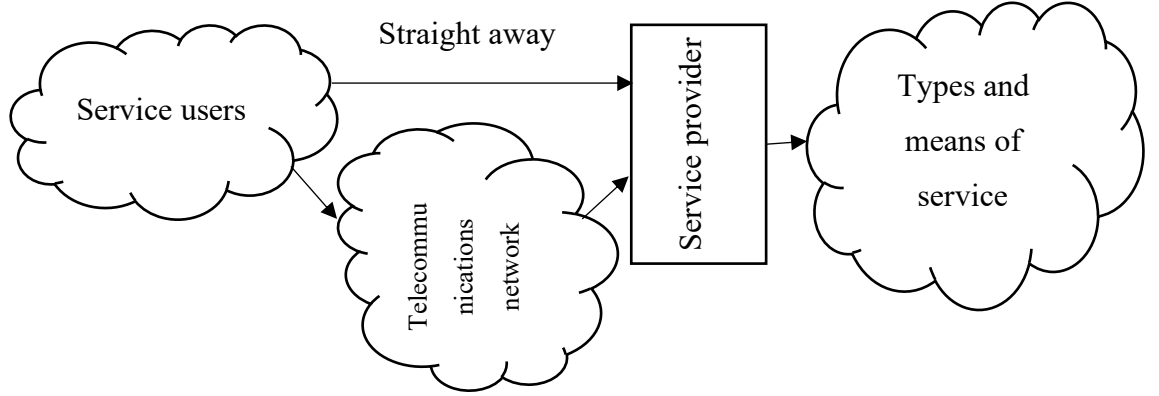 Straight away
Service users
Telecommu
nications
network
Service provider
Types and
means of
service